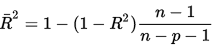 R̄² = 1 − (1 − R²) (n − 1)/(n − p − 1)